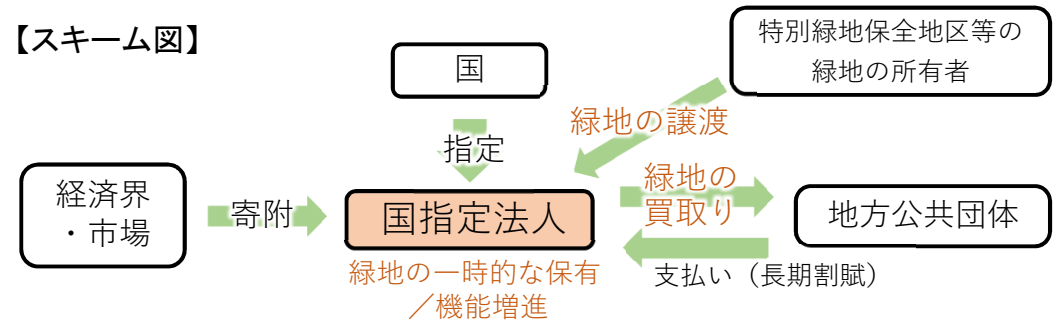 【スキーム図】
国
特別緑地保全地区等の
緑地の所有者
緑地の譲渡
指定
経済界
・市場
寄附
国指定法人
緑地の
買取り
地方公共団体
支払い（長期割賦）
緑地の一時的な保有
／機能増進